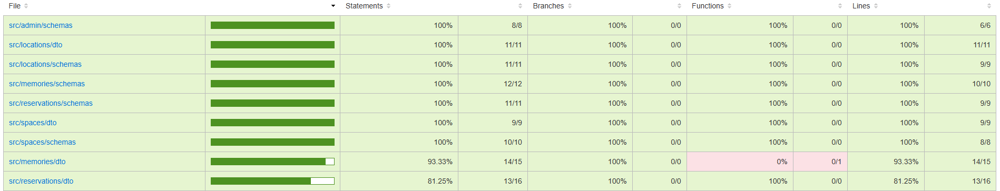 File Statements Branches Functions Lines
src/admin/schemas 100% 8/8 100% 0/0 100% 0/0 100% 6/6
src/locations/dto 100% 11/11 100% 0/0 100% 0/0 100% 11/11
src/locations/schemas 100% 11/11 100% 0/0 100% 0/0 100% 9/9
src/memories/schemas 100% 12/12 100% 0/0 100% 0/0 100% 10/10
src/reservations/schemas 100% 11/11 100% 0/0 100% 0/0 100% 9/9
src/spaces/dto 100% 9/9 100% 0/0 100% 0/0 100% 9/9
src/spaces/schemas 100% 10/10 100% 0/0 100% 0/0 100% 8/8
src/memories/dto 93.33% 14/15 100% 0/0 0% 0/1 93.33% 14/15
src/reservations/dto 81.25% 13/16 100% 0/0 100% 0/0 81.25% 13/16